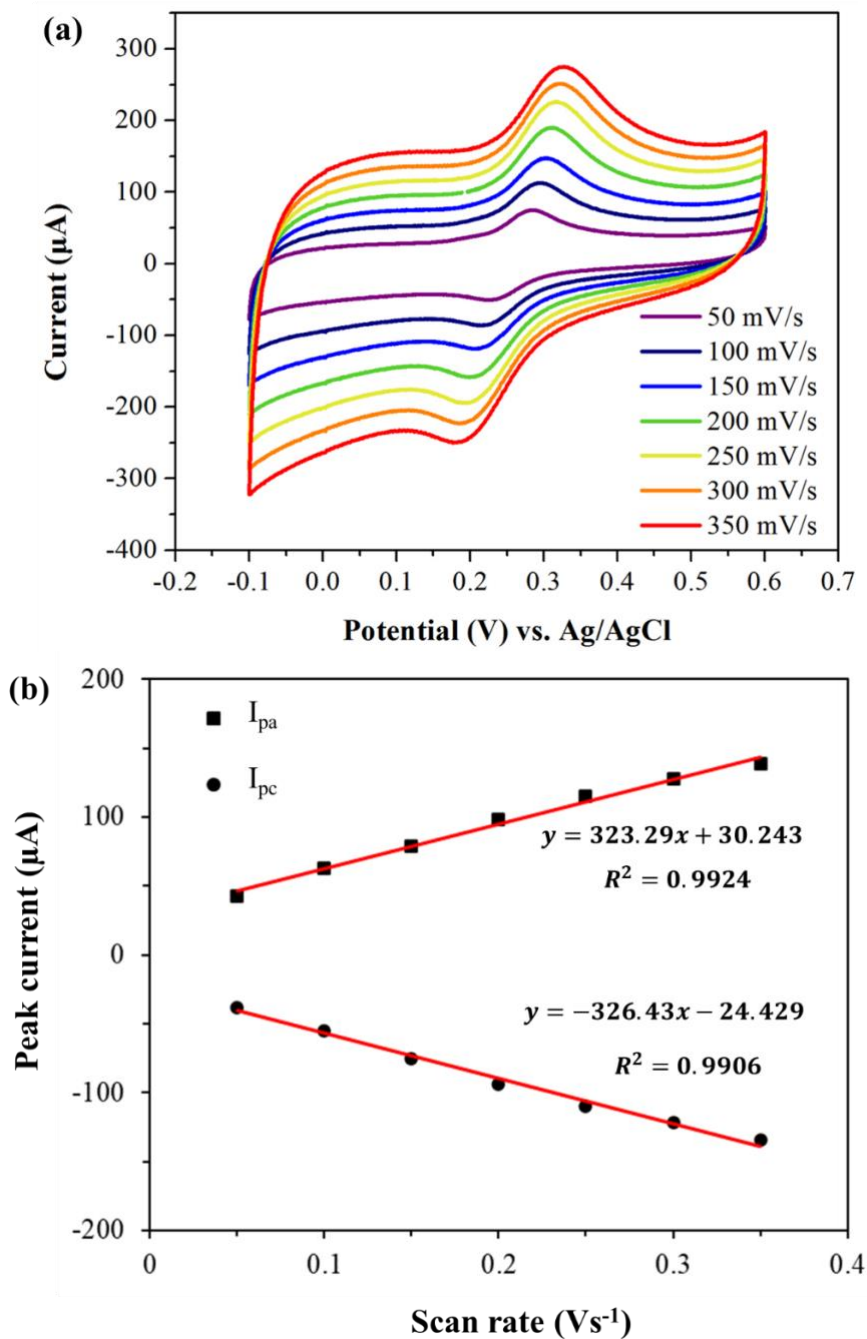 (a)
300
200
100
0
-100
-200
-300
-400
Current (µA)
50 mV/s
100 mV/s
150 mV/s
200 mV/s
250 mV/s
300 mV/s
350 mV/s
-0.2 -0.1 0.0 0.1 0.2 0.3 0.4 0.5 0.6 0.7
Potential (V) vs. Ag/AgCl
(b)
200
100
0
-100
-200
Peak current (µA)
Ipa
Ipc
y = 323.29x + 30.243
R² = 0.9924
y = −326.43x − 24.429
R² = 0.9906
0 0.1 0.2 0.3 0.4
Scan rate (Vs⁻¹)